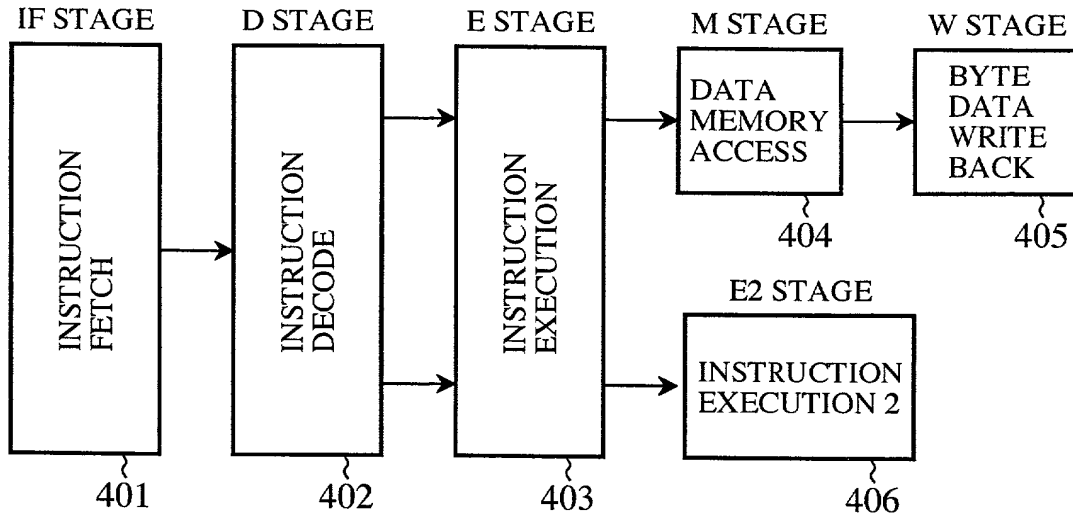 IF STAGE
D STAGE
E STAGE
M STAGE
W STAGE
INSTRUCTION
FETCH
INSTRUCTION
DECODE
INSTRUCTION
EXECUTION
DATA
MEMORY
ACCESS
BYTE
DATA
WRITE
BACK
404
405
E2 STAGE
INSTRUCTION
EXECUTION 2
401
402
403
406